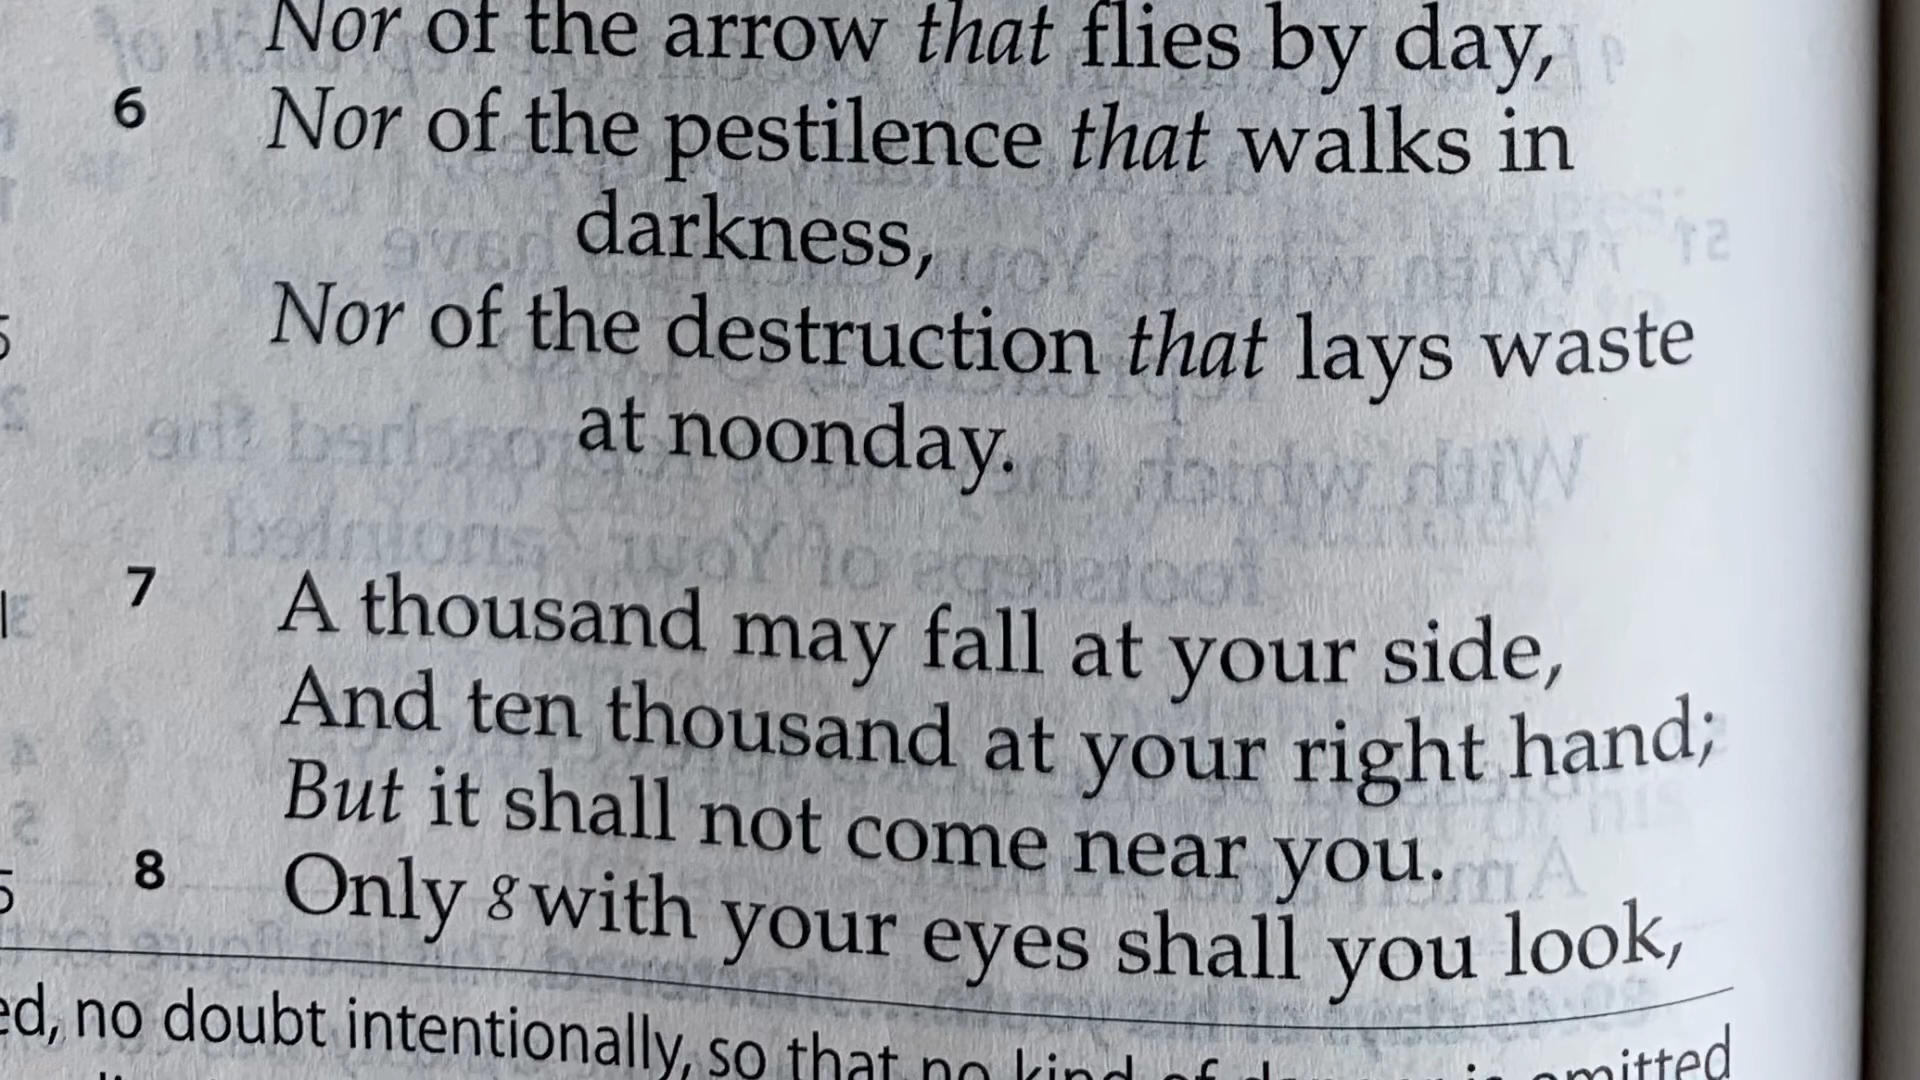 Nor of the arrow that flies by day,
6 Nor of the pestilence that walks in
darkness,
Nor of the destruction that lays waste
at noonday.
7 A thousand may fall at your side,
And ten thousand at your right hand;
But it shall not come near you.
8 Only g with your eyes shall you look,
ed, no doubt intentionally, so that no kind of danger is omitted